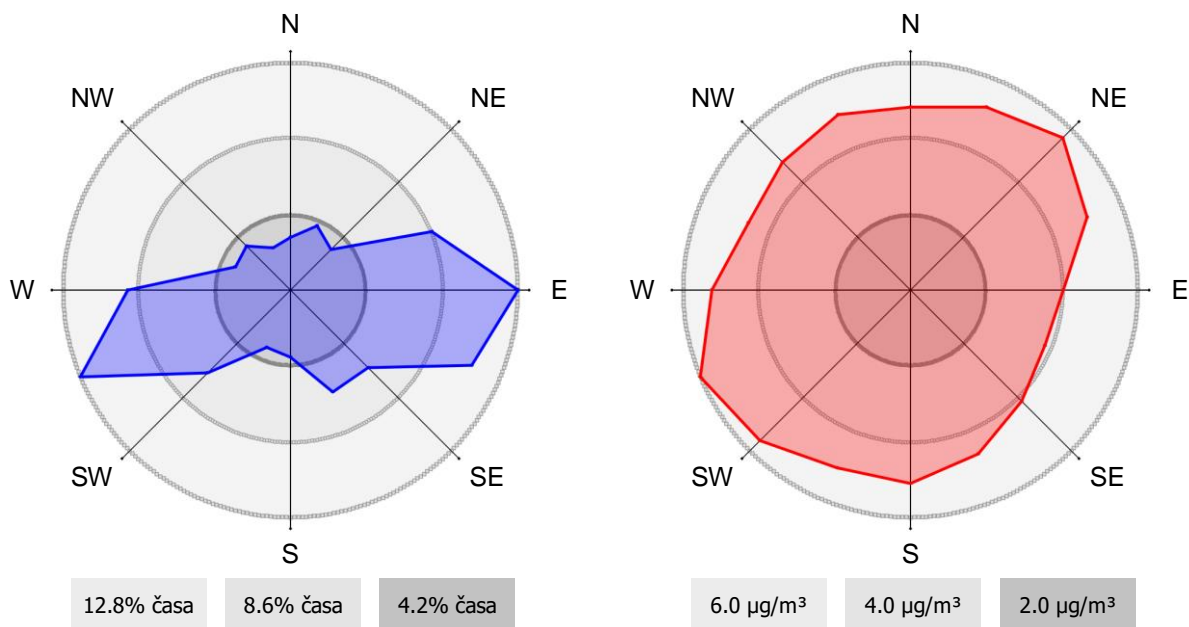 N
NW
NE
W
E
SW
SE
S
12.8% časa
8.6% časa
4.2% časa
N
NW
NE
W
E
SW
SE
S
6.0 µg/m³
4.0 µg/m³
2.0 µg/m³